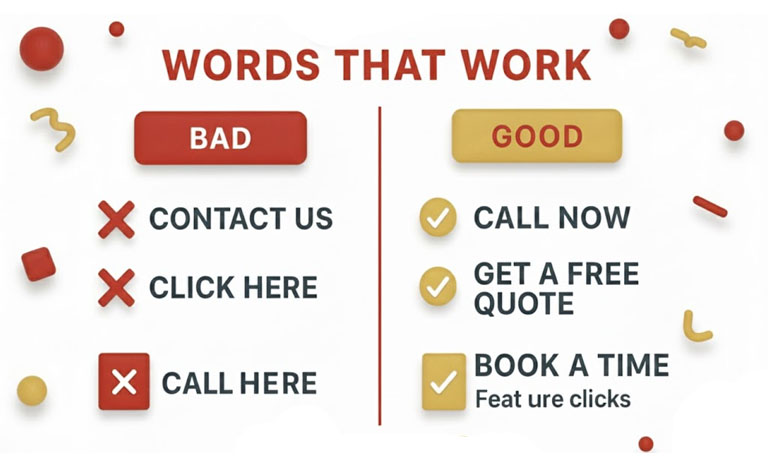 WORDS THAT WORK
BAD
CONTACT US
CLICK HERE
CALL HERE
GOOD
CALL NOW
GET A FREE
QUOTE
BOOK A TIME
Feat ure clicks